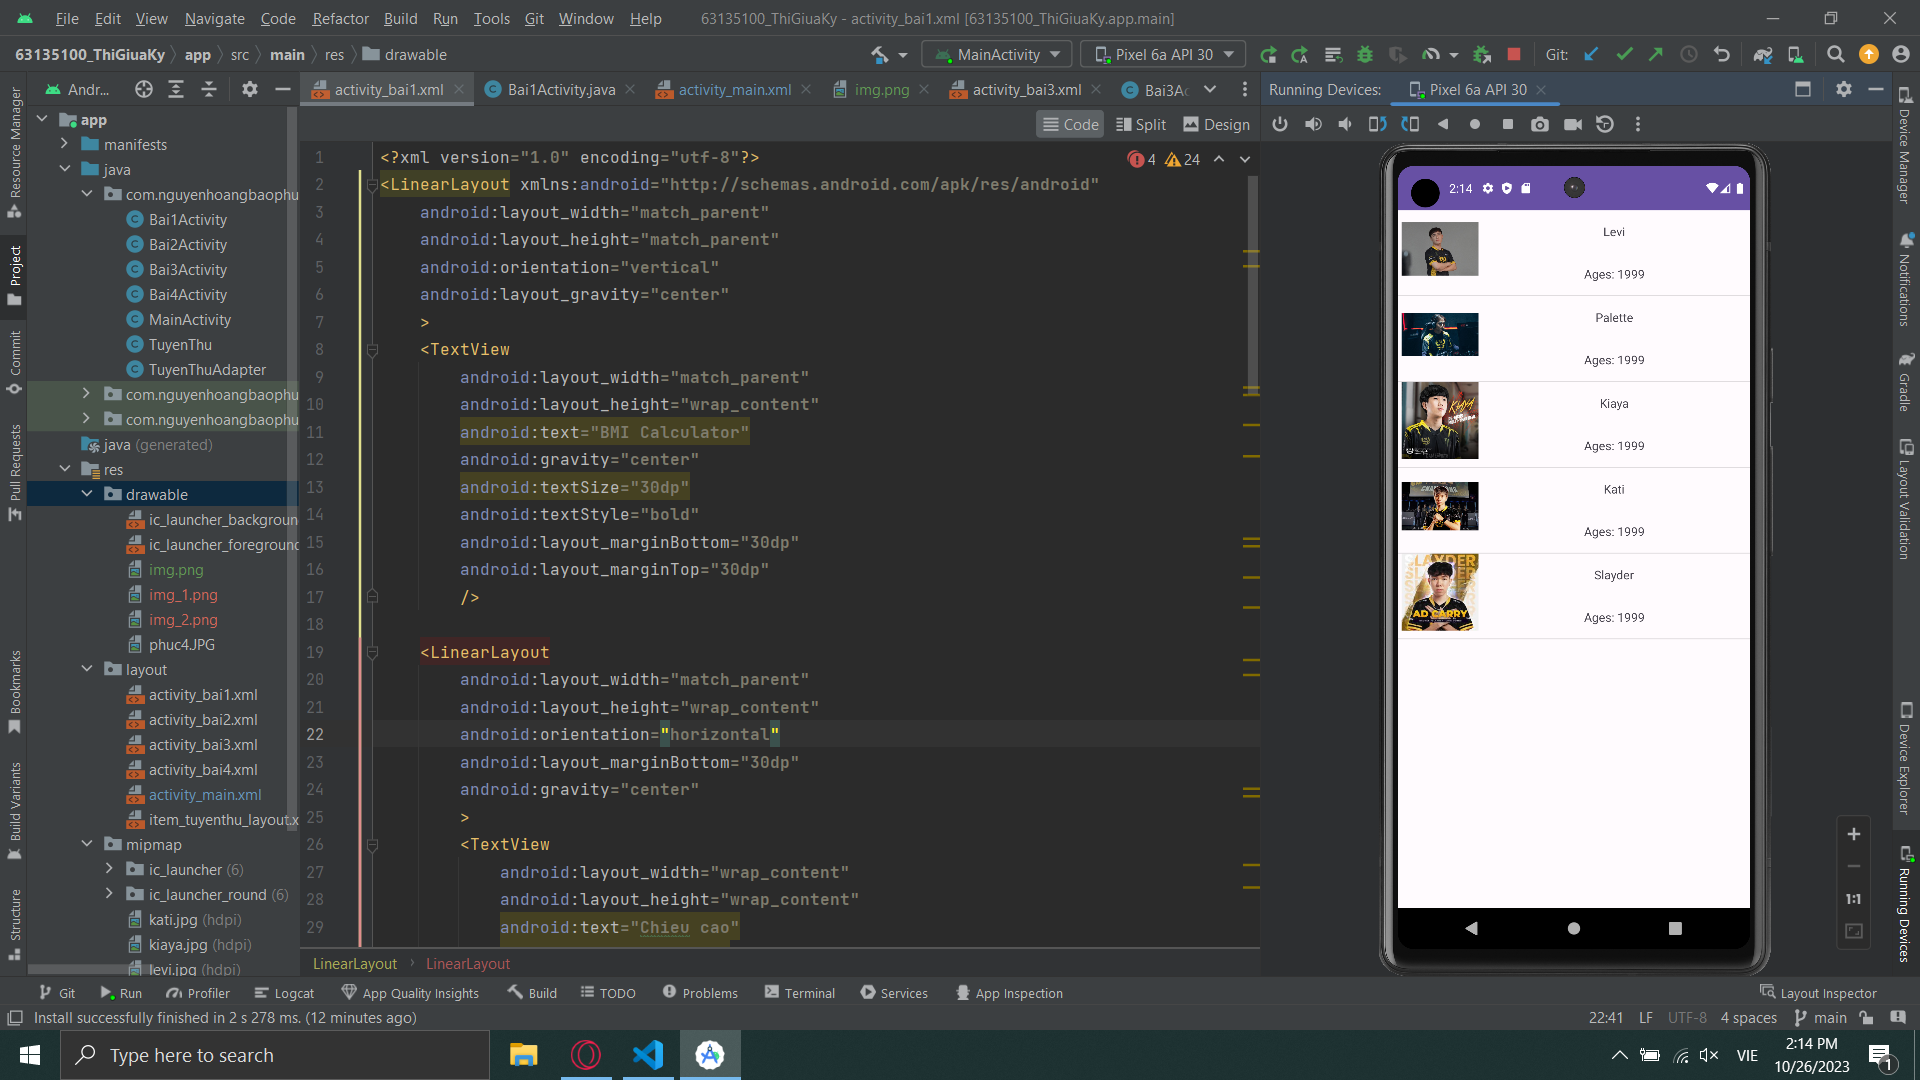 File Edit View Navigate Code Refactor Build Run Tools Git Window Help 63135100_ThiGiuaKy - activity_bai1.xml [63135100_ThiGiuaKy.app.main]
63135100_ThiGiuaKy app src main res drawable MainActivity Pixel 6a API 30 Git:
Andr... activity_bai1.xml Bai1Activity.java activity_main.xml img.png activity_bai3.xml Bai3Ac Running Devices: Pixel 6a API 30
Code Split Design
Resource Manager
Project
Commit
Pull Requests
Bookmarks
Build Variants
Structure
app
manifests
java
com.nguyenhoangbaophu
Bai1Activity
Bai2Activity
Bai3Activity
Bai4Activity
MainActivity
TuyenThu
TuyenThuAdapter
com.nguyenhoangbaophu
com.nguyenhoangbaophu
java (generated)
res
drawable
ic_launcher_backgroun
ic_launcher_foreground
img.png
img_1.png
img_2.png
phuc4.JPG
layout
activity_bai1.xml
activity_bai2.xml
activity_bai3.xml
activity_bai4.xml
activity_main.xml
item_tuyenthu_layout.x
mipmap
ic_launcher (6)
ic_launcher_round (6)
kati.jpg (hdpi)
kiaya.jpg (hdpi)
levi.jpg (hdpi)
4 24
1 <?xml version="1.0" encoding="utf-8"?>
2 <LinearLayout xmlns:android="http://schemas.android.com/apk/res/android"
3 android:layout_width="match_parent"
4 android:layout_height="match_parent"
5 android:orientation="vertical"
6 android:layout_gravity="center"
7 >
8 <TextView
9 android:layout_width="match_parent"
10 android:layout_height="wrap_content"
11 android:text="BMI Calculator"
12 android:gravity="center"
13 android:textSize="30dp"
14 android:textStyle="bold"
15 android:layout_marginBottom="30dp"
16 android:layout_marginTop="30dp"
17 />
18
19 <LinearLayout
20 android:layout_width="match_parent"
21 android:layout_height="wrap_content"
22 android:orientation="horizontal"
23 android:layout_marginBottom="30dp"
24 android:gravity="center"
25 >
26 <TextView
27 android:layout_width="wrap_content"
28 android:layout_height="wrap_content"
29 android:text="Chieu cao"
LinearLayout LinearLayout
2:14
Levi
Ages: 1999
Palette
Ages: 1999
KIAYA
Kiaya
Ages: 1999
Kati
Ages: 1999
SLAYDER
AD CARRY
Slayder
Ages: 1999
1:1
Device Manager
Notifications
Gradle
Layout Validation
Device Explorer
Running Devices
Git Run Profiler Logcat App Quality Insights Build TODO Problems Terminal Services App Inspection Layout Inspector
Install successfully finished in 2 s 278 ms. (12 minutes ago) 22:41 LF UTF-8 4 spaces main
Type here to search
VIE
2:14 PM
10/26/2023
1